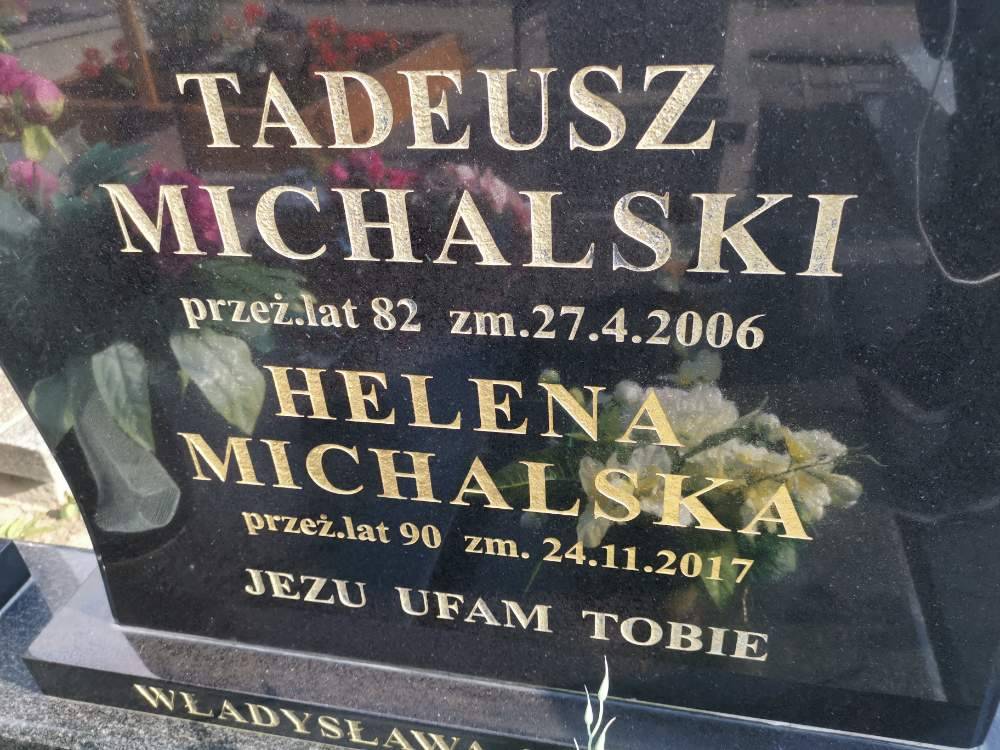 TADEUSZ
MICHALSKI
przeż.lat 82 zm.27.4.2006
HELENA
MICHALSKA
przeż.lat 90 zm. 24.11.2017
JEZU UFAM TOBIE
WŁADYSŁAWA